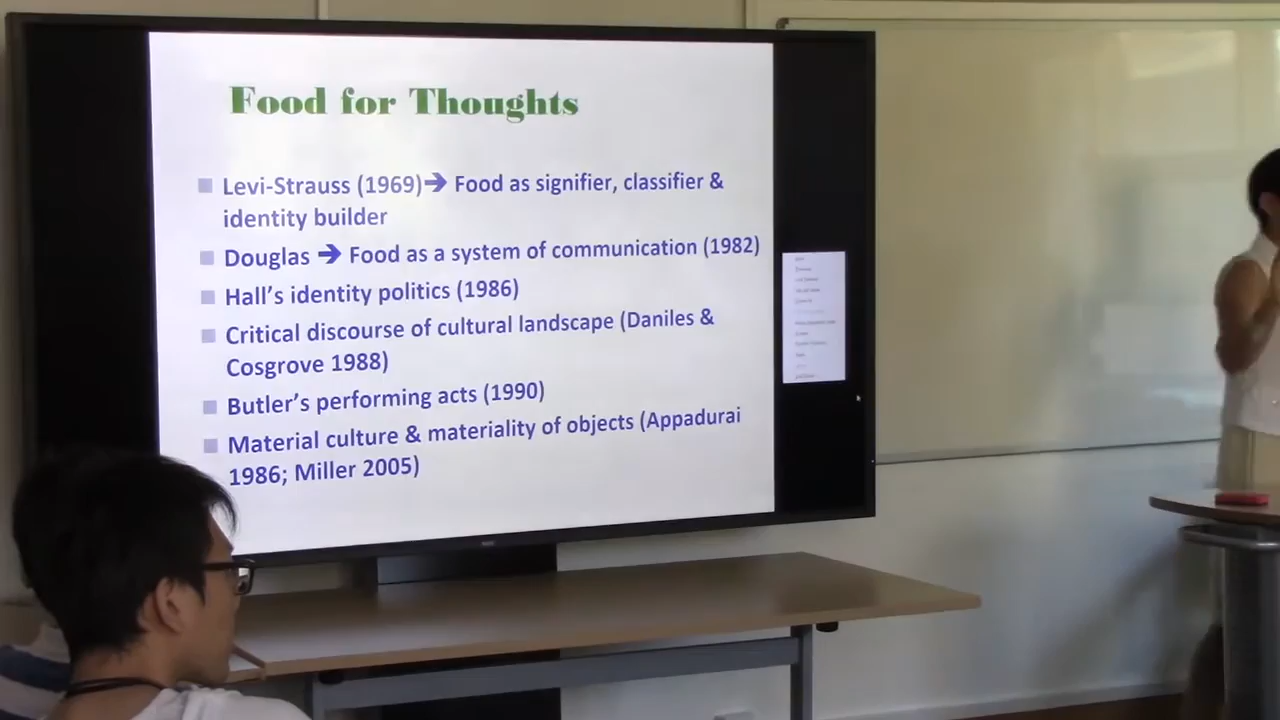 Food for Thoughts
Levi-Strauss (1969)➔ Food as signifier, classifier &
identity builder
Douglas ➔ Food as a system of communication (1982)
Hall's identity politics (1986)
Critical discourse of cultural landscape (Daniles &
Cosgrove 1988)
Butler's performing acts (1990)
Material culture & materiality of objects (Appadurai
1986; Miller 2005)